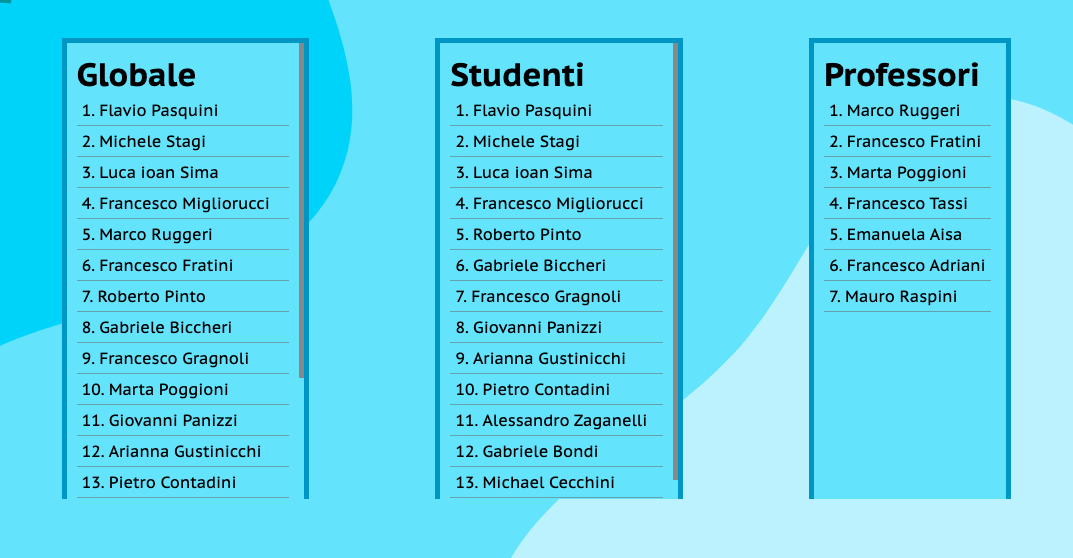 Globale
1. Flavio Pasquini
2. Michele Stagi
3. Luca ioan Sima
4. Francesco Migliorucci
5. Marco Ruggeri
6. Francesco Fratini
7. Roberto Pinto
8. Gabriele Biccheri
9. Francesco Gragnoli
10. Marta Poggioni
11. Giovanni Panizzi
12. Arianna Gustinicchi
13. Pietro Contadini
Studenti
1. Flavio Pasquini
2. Michele Stagi
3. Luca ioan Sima
4. Francesco Migliorucci
5. Roberto Pinto
6. Gabriele Biccheri
7. Francesco Gragnoli
8. Giovanni Panizzi
9. Arianna Gustinicchi
10. Pietro Contadini
11. Alessandro Zaganelli
12. Gabriele Bondi
13. Michael Cecchini
Professori
1. Marco Ruggeri
2. Francesco Fratini
3. Marta Poggioni
4. Francesco Tassi
5. Emanuela Aisa
6. Francesco Adriani
7. Mauro Raspini